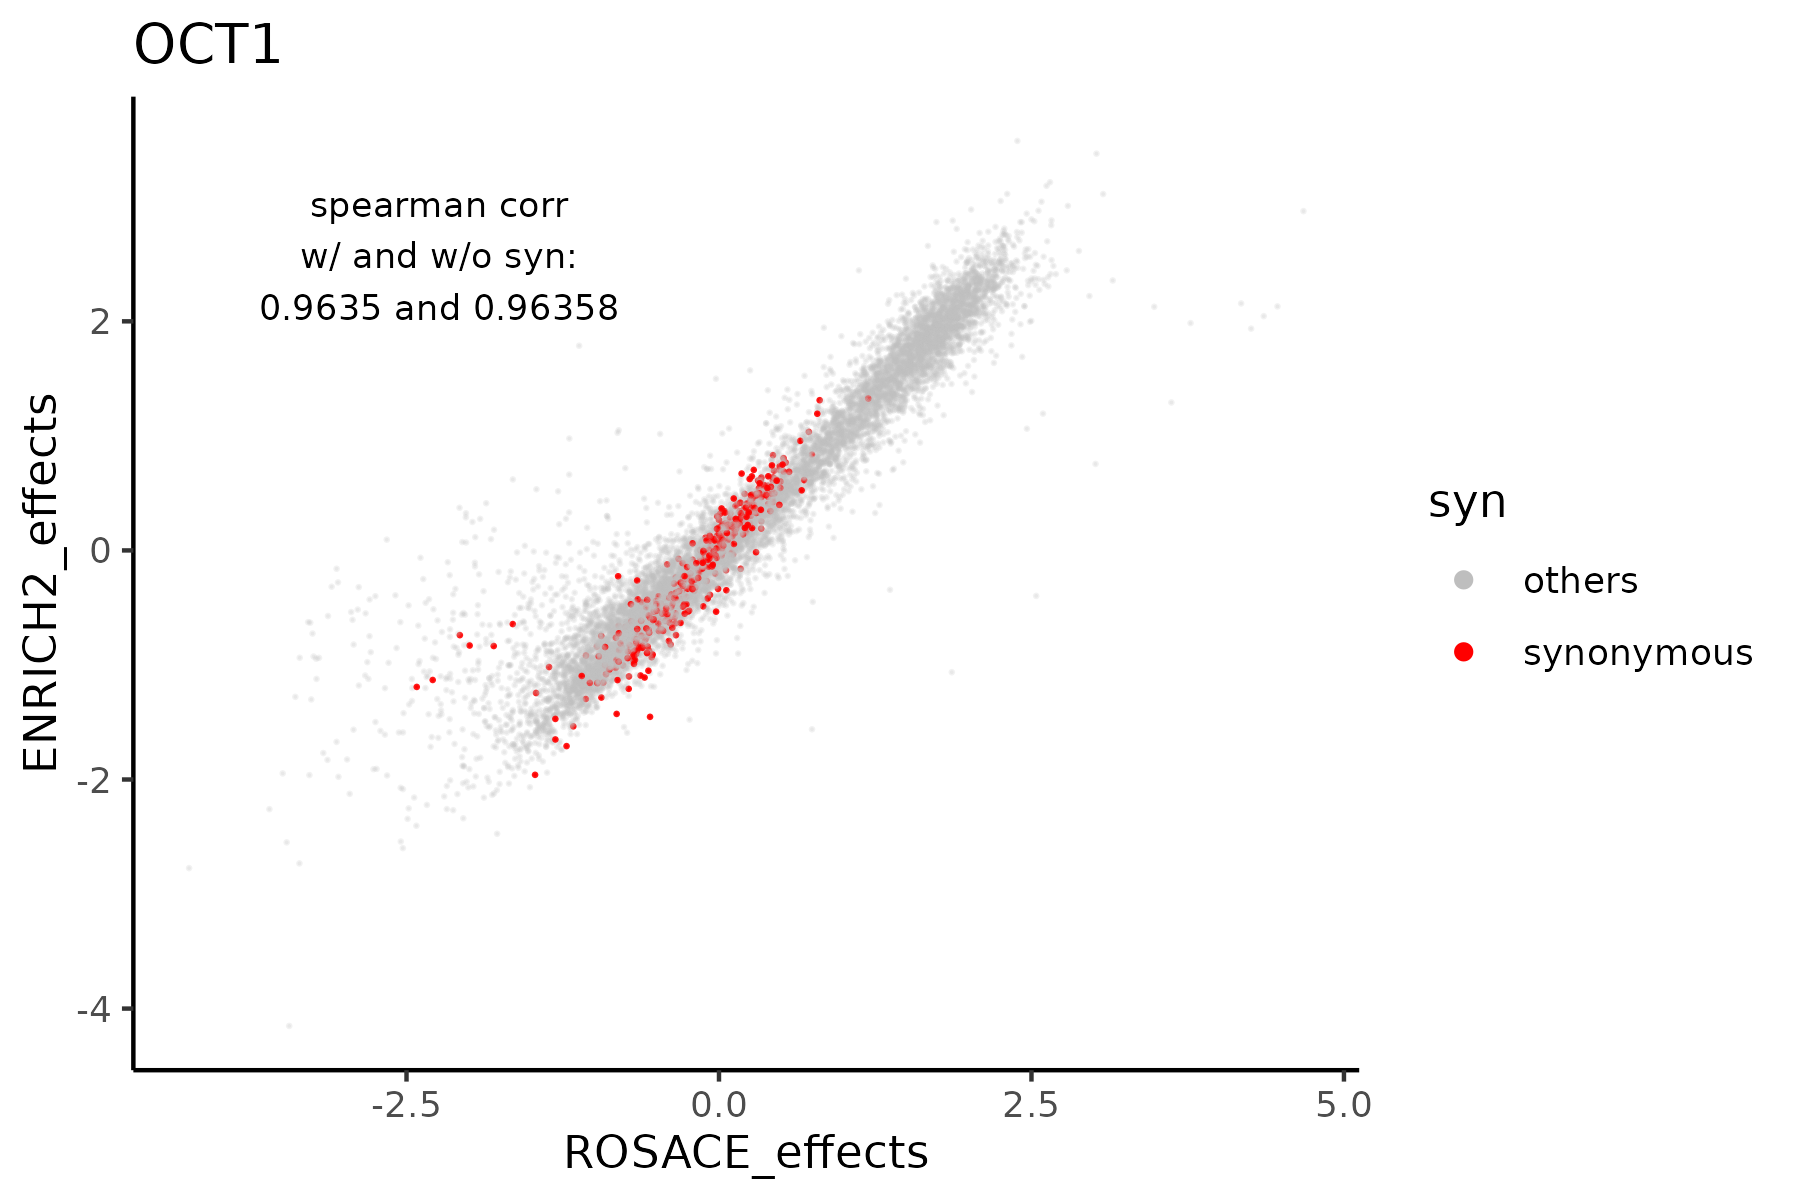 OCT1
spearman corr
w/ and w/o syn:
0.9635 and 0.96358
ENRICH2_effects
2
0
-2
-4
-2.5
0.0
2.5
5.0
ROSACE_effects
syn
others
synonymous